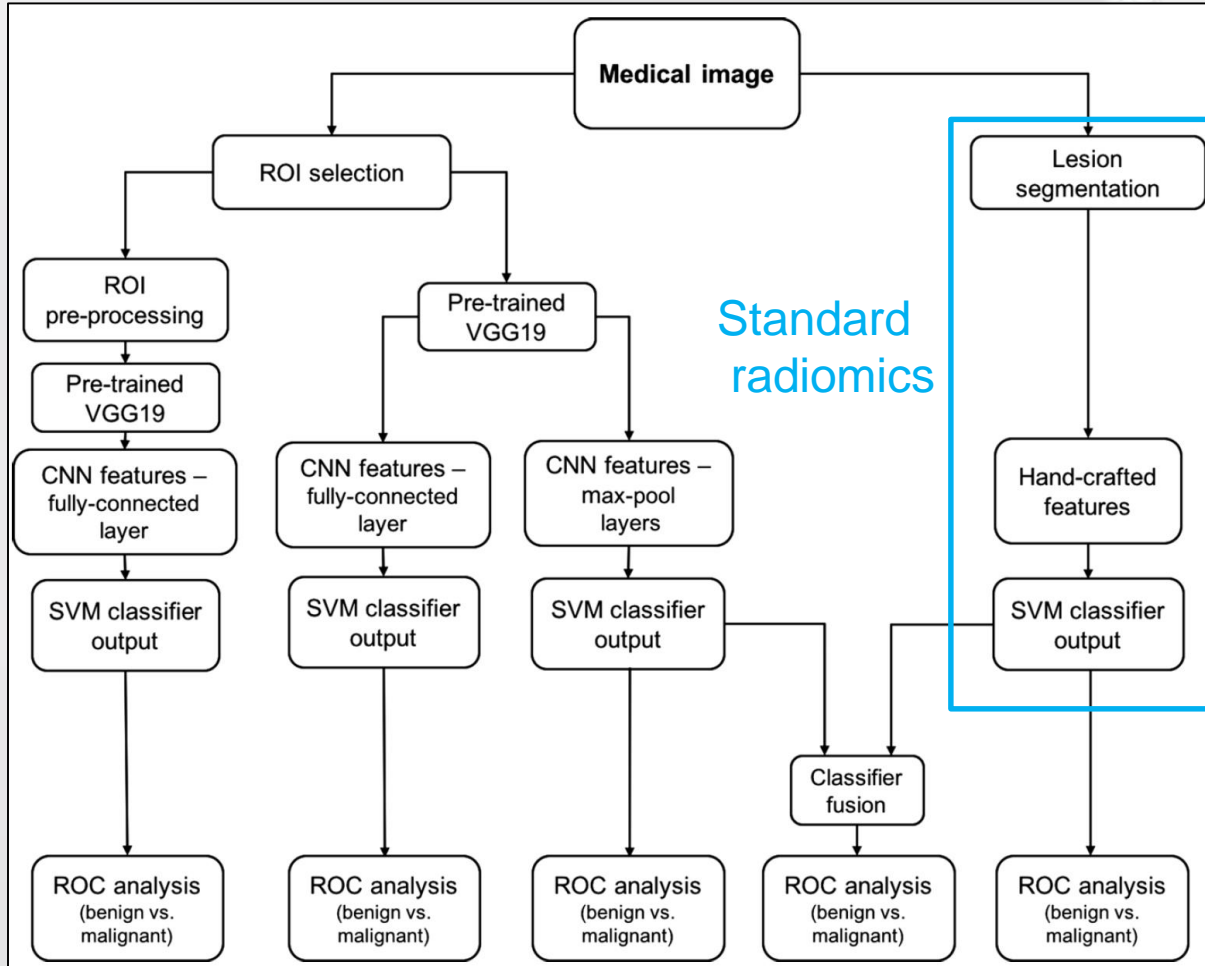 Medical image
ROI selection
Lesion
segmentation
ROI
pre-processing
Pre-trained
VGG19
Standard
radiomics
Pre-trained
VGG19
CNN features –
fully-connected
layer
CNN features –
fully-connected
layer
CNN features –
max-pool
layers
Hand-crafted
features
SVM classifier
output
SVM classifier
output
SVM classifier
output
SVM classifier
output
Classifier
fusion
ROC analysis
(benign vs.
malignant)
ROC analysis
(benign vs.
malignant)
ROC analysis
(benign vs.
malignant)
ROC analysis
(benign vs.
malignant)
ROC analysis
(benign vs.
malignant)